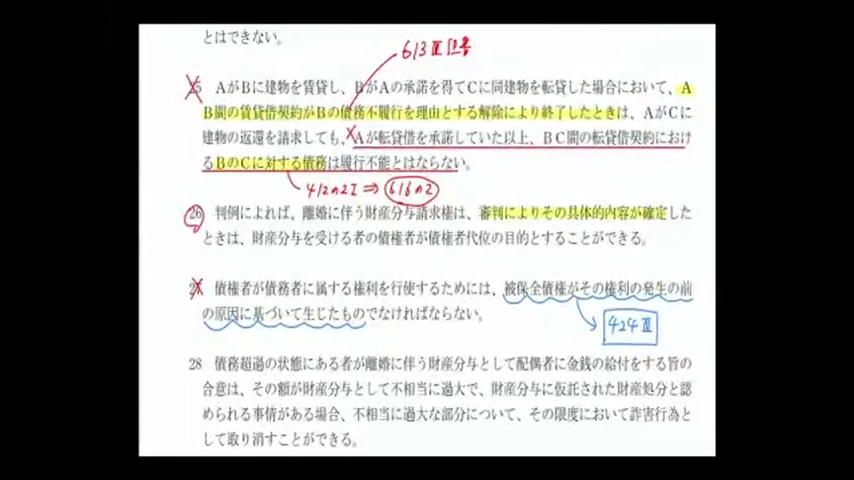 とはできない。
613Ⅲ但書
25 AがBに建物を賃貸し、BがAの承諾を得てCに同建物を転貸した場合において、A
B間の賃貸借契約がBの債務不履行を理由とする解除により終了したときは、AがCに
建物の返還を請求しても、Aが転貸借を承諾していた以上、BC間の転貸借契約におけ
るBのCに対する債務は履行不能とはならない。
412の2Ⅰ⇒616の2
26 判例によれば、離婚に伴う財産分与請求権は、審判によりその具体的内容が確定した
ときは、財産分与を受ける者の債権者が債権者代位の目的とすることができる。
27 債権者が債務者に属する権利を行使するためには、被保全債権がその権利の発生の前
の原因に基づいて生じたものでなければならない。
424Ⅲ
28 債務超過の状態にある者が離婚に伴う財産分与として配偶者に金銭の給付をする旨の
合意は、その額が財産分与として不相当に過大で、財産分与に仮託された財産処分と認
められる事情がある場合、不相当に過大な部分について、その限度において詐害行為と
して取り消すことができる。